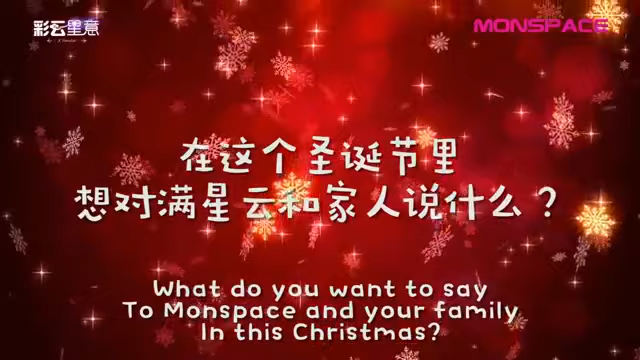 彩云星意
MONSPACE
在这个圣诞节里
想对满星云和家人说什么？
What do you want to say
To Monspace and your family
In this Christmas?